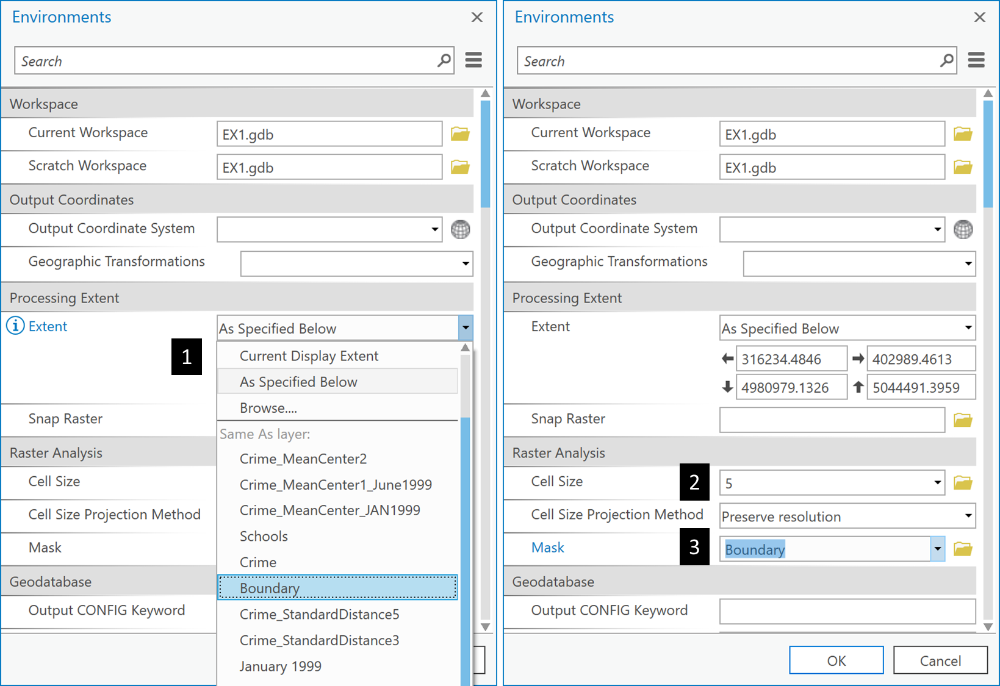 Environments
Search
Workspace
Current Workspace
EX1.gdb
Scratch Workspace
EX1.gdb
Output Coordinates
Output Coordinate System
Geographic Transformations
Processing Extent
Extent
As Specified Below
1
Current Display Extent
As Specified Below
Browse....
Snap Raster
Same As layer:
Raster Analysis
Crime_MeanCenter2
Cell Size
Crime_MeanCenter1_June1999
Cell Size Projection Method
Crime_MeanCenter_JAN1999
Schools
Mask
Crime
Geodatabase
Boundary
Output CONFIG Keyword
Crime_StandardDistance5
Crime_StandardDistance3
January 1999
Environments
Search
Workspace
Current Workspace
EX1.gdb
Scratch Workspace
EX1.gdb
Output Coordinates
Output Coordinate System
Geographic Transformations
Processing Extent
Extent
As Specified Below
316234.4846
402989.4613
4980979.1326
5044491.3959
Snap Raster
Raster Analysis
Cell Size
2
5
Cell Size Projection Method
Preserve resolution
Mask
3
Boundary
Geodatabase
Output CONFIG Keyword
OK
Cancel